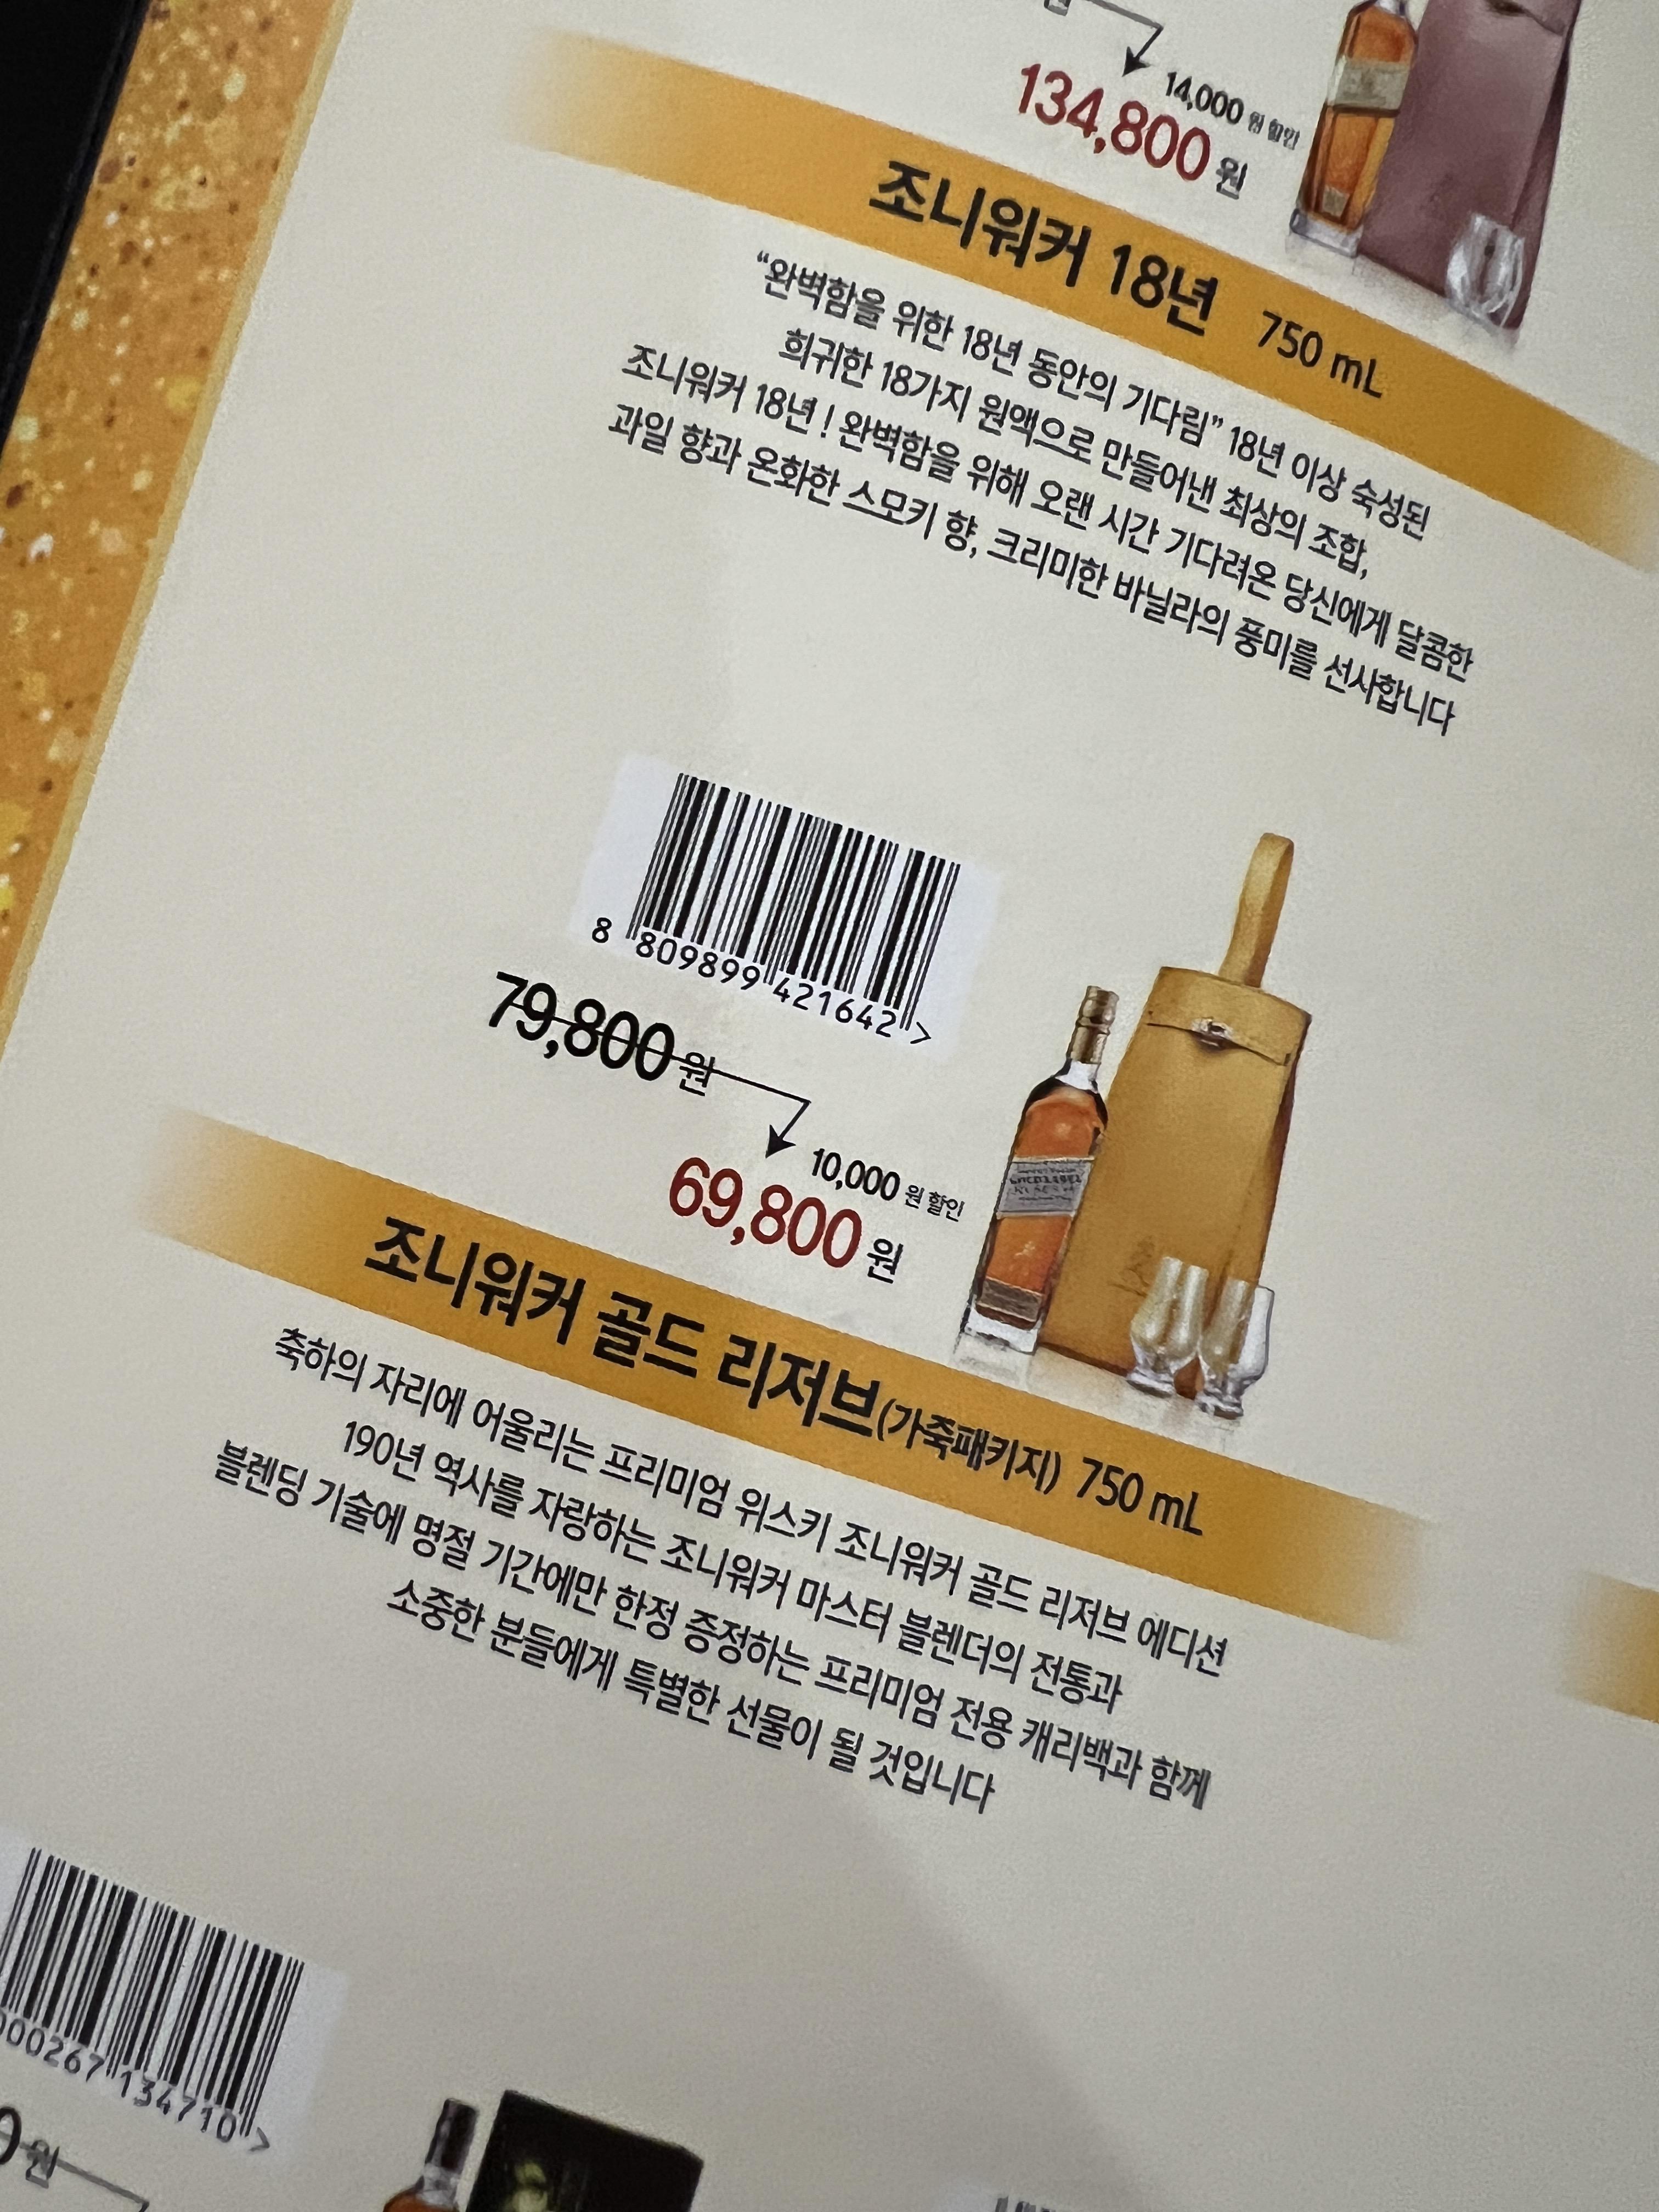 14,000 원 할인
134,800 원
조니워커 18년 750 mL
“완벽함을 위한 18년 동안의 기다림” 18년 이상 숙성된
희귀한 18가지 원액으로 만들어낸 최상의 조합,
조니워커 18년 ! 완벽함을 위해 오랜 시간 기다려온 당신에게 달콤한
과일 향과 온화한 스모키 향, 크리미한 바닐라의 풍미를 선사합니다
8 809899 421642 >
79,800 원
10,000 원 할인
69,800 원
GOLD LABEL
RESERVE
조니워커 골드 리저브(가죽패키지) 750 mL
축하의 자리에 어울리는 프리미엄 위스키 조니워커 골드 리저브 에디션
190년 역사를 자랑하는 조니워커 마스터 블렌더의 전통과
블렌딩 기술에 명절 기간에만 한정 증정하는 프리미엄 전용 캐리백과 함께
소중한 분들에게 특별한 선물이 될 것입니다
000267 134710 >
0 원